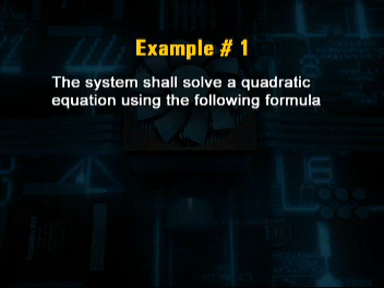 Example # 1
The system shall solve a quadratic
equation using the following formula